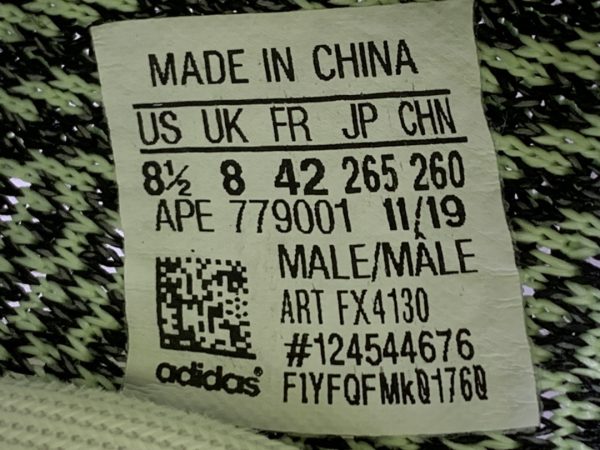 MADE IN CHINA
US UK FR JP CHN
8½ 8 42 265 260
APE 779001 11/19
MALE/MÂLE
ART FX4130
#124544676
adidas®
F1YFQFMkQ176Q